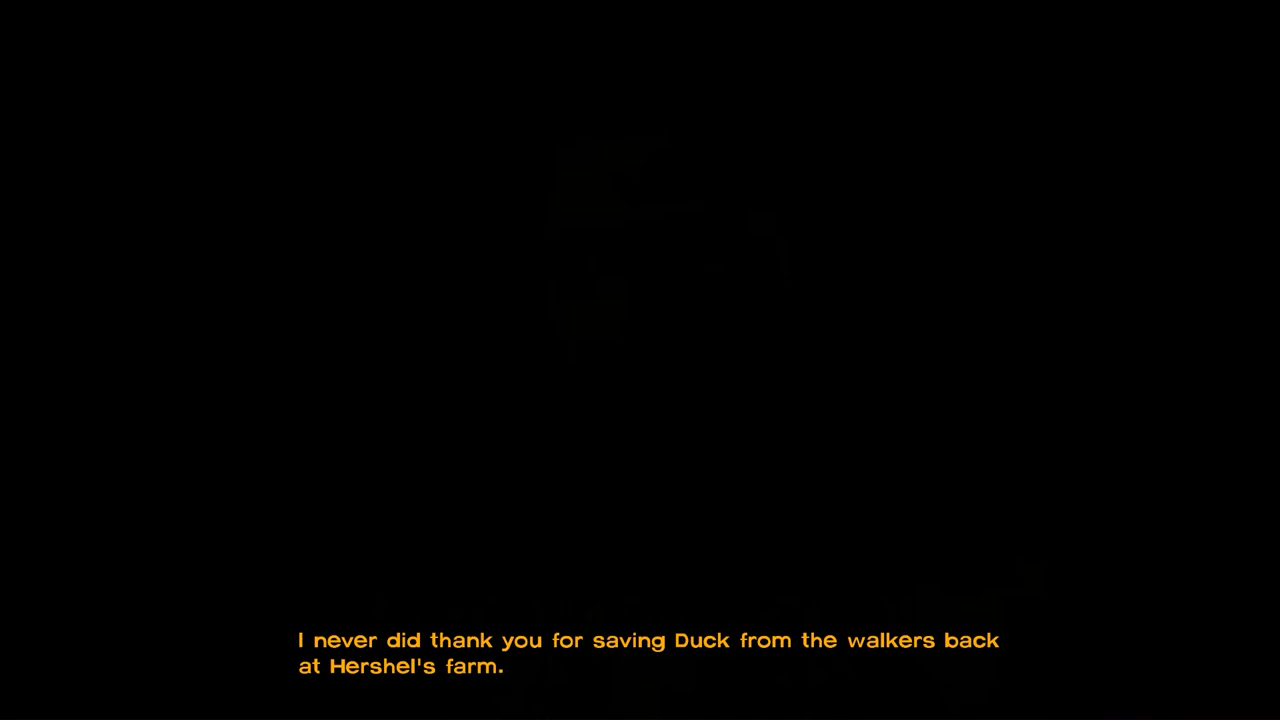 I never did thank you for saving Duck from the walkers back
at Hershel's farm.